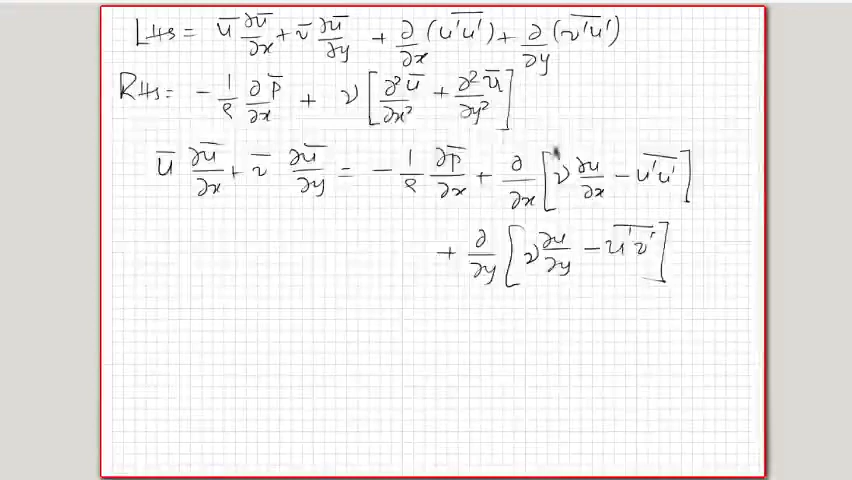 LHS = ū ∂ū/∂x + v̄ ∂ū/∂y + ∂/∂x (u'u')‾ + ∂/∂y (v'u')‾
RHS = - 1/ρ ∂p̄/∂x + ν [∂²ū/∂x² + ∂²ū/∂y²]
ū ∂ū/∂x + v̄ ∂ū/∂y = - 1/ρ ∂p̄/∂x + ∂/∂x [ν ∂u/∂x - (u'u')‾]
+ ∂/∂y [ν ∂u/∂y - (u'v')‾]